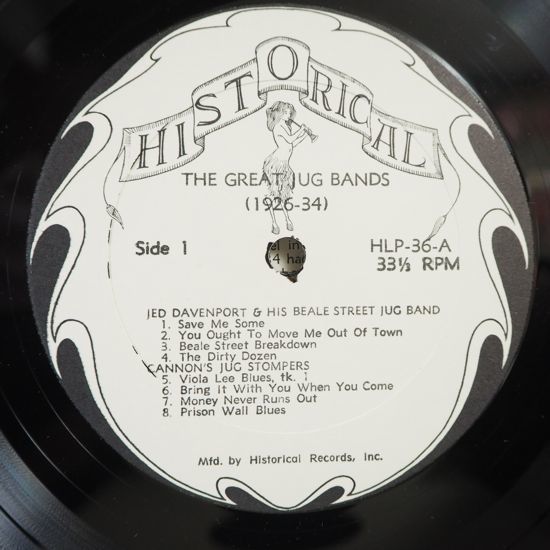 HISTORICAL
THE GREAT JUG BANDS
(1926-34)
Side 1
HLP-36-A
33⅓ RPM
JED DAVENPORT & HIS BEALE STREET JUG BAND
1. Save Me Some
2. You Ought To Move Me Out Of Town
3. Beale Street Breakdown
4. The Dirty Dozen
CANNON'S JUG STOMPERS
5. Viola Lee Blues, tk. 1
6. Bring It With You When You Come
7. Money Never Runs Out
8. Prison Wall Blues
Mfd. by Historical Records, Inc.